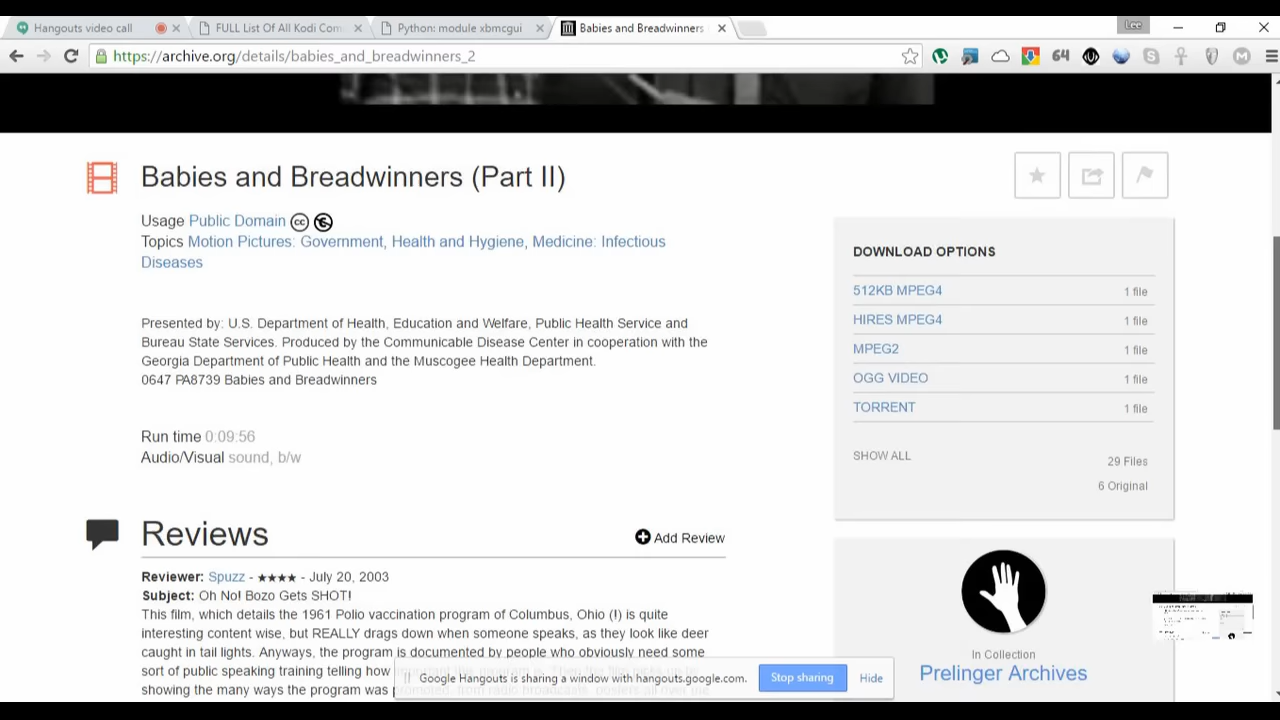 Hangouts video call
FULL List Of All Kodi Com
Python: module xbmcgui
Babies and Breadwinners
Lee
https://archive.org/details/babies_and_breadwinners_2
64
Babies and Breadwinners (Part II)
Usage Public Domain
Topics Motion Pictures: Government, Health and Hygiene, Medicine: Infectious
Diseases
Presented by: U.S. Department of Health, Education and Welfare, Public Health Service and
Bureau State Services. Produced by the Communicable Disease Center in cooperation with the
Georgia Department of Public Health and the Muscogee Health Department.
0647 PA8739 Babies and Breadwinners
Run time 0:09:56
Audio/Visual sound, b/w
Reviews
Add Review
Reviewer: Spuzz - ★★★★ - July 20, 2003
Subject: Oh No! Bozo Gets SHOT!
This film, which details the 1961 Polio vaccination program of Columbus, Ohio (!) is quite
interesting content wise, but REALLY drags down when someone speaks, as they look like deer
caught in tail lights. Anyways, the program is documented by people who obviously need some
sort of public speaking training telling how
showing the many ways the program was
DOWNLOAD OPTIONS
512KB MPEG4 1 file
HIRES MPEG4 1 file
MPEG2 1 file
OGG VIDEO 1 file
TORRENT 1 file
SHOW ALL 29 Files
6 Original
In Collection
Prelinger Archives
Google Hangouts is sharing a window with hangouts.google.com.
Stop sharing
Hide